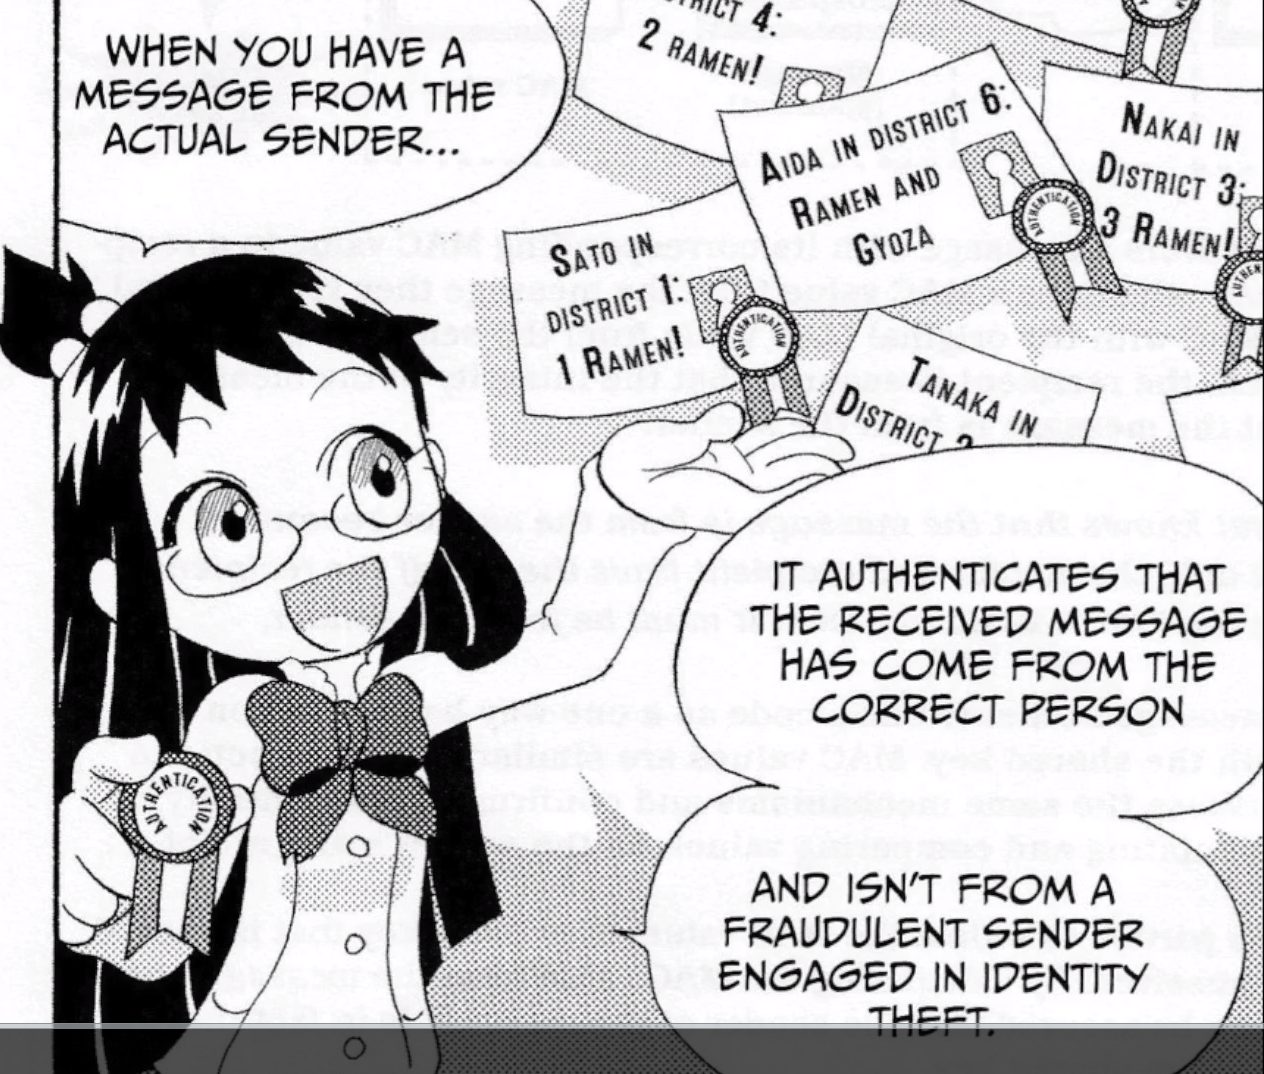 WHEN YOU HAVE A
MESSAGE FROM THE
ACTUAL SENDER...
4:
2 RAMEN!
AIDA IN DISTRICT 6:
RAMEN AND
GYOZA
AUTHENTICATION
NAKAI IN
DISTRICT 3:
3 RAMEN!
SATO IN
DISTRICT 1:
1 RAMEN!
AUTHENTICATION
TANAKA IN
DISTRICT
IT AUTHENTICATES THAT
THE RECEIVED MESSAGE
HAS COME FROM THE
CORRECT PERSON
AUTHENTICATION
AND ISN'T FROM A
FRAUDULENT SENDER
ENGAGED IN IDENTITY
THEFT.